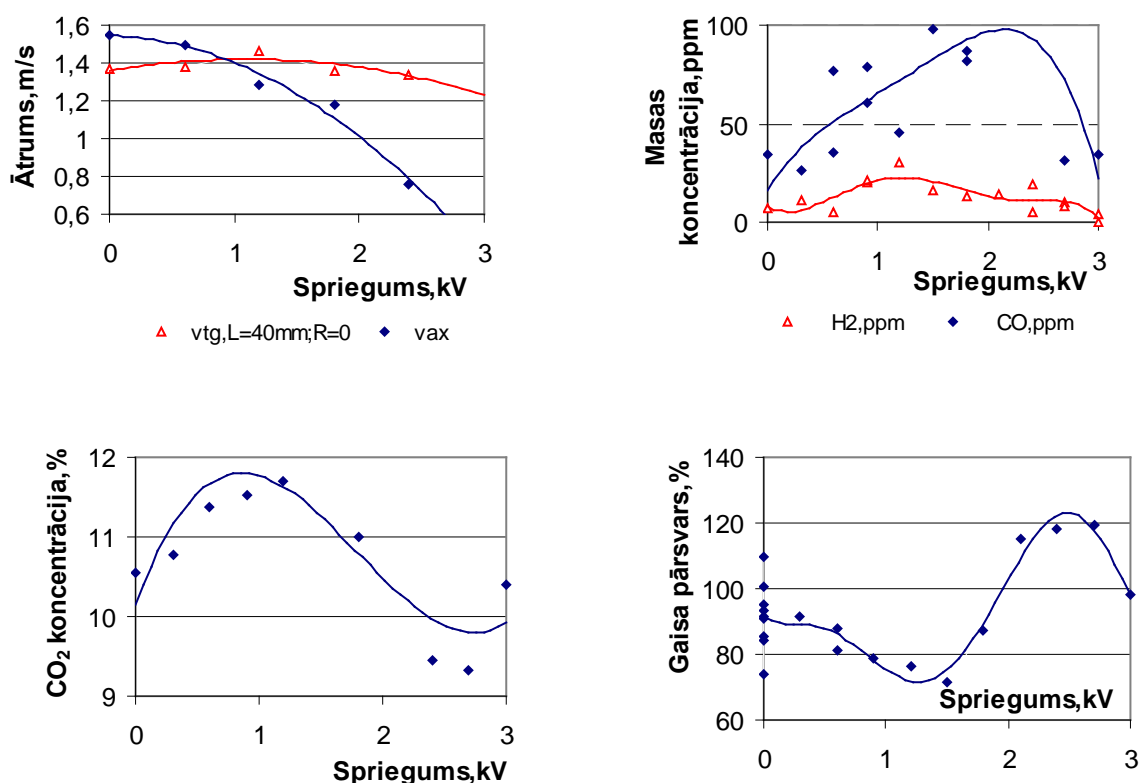 Ātrums,m/s
1,6
1,4
1,2
1
0,8
0,6
0
1
2
3
Spriegums,kV
vtg,L=40mm;R=0
vax
Masas
koncentrācija,ppm
100
50
0
0
1
2
3
Spriegums,kV
H2,ppm
CO,ppm
CO2 koncentrācija,%
12
11
10
9
0
1
2
3
Spriegums,kV
Gaisa pārsvars,%
140
120
100
80
60
Spriegums,kV
0
1
2
3